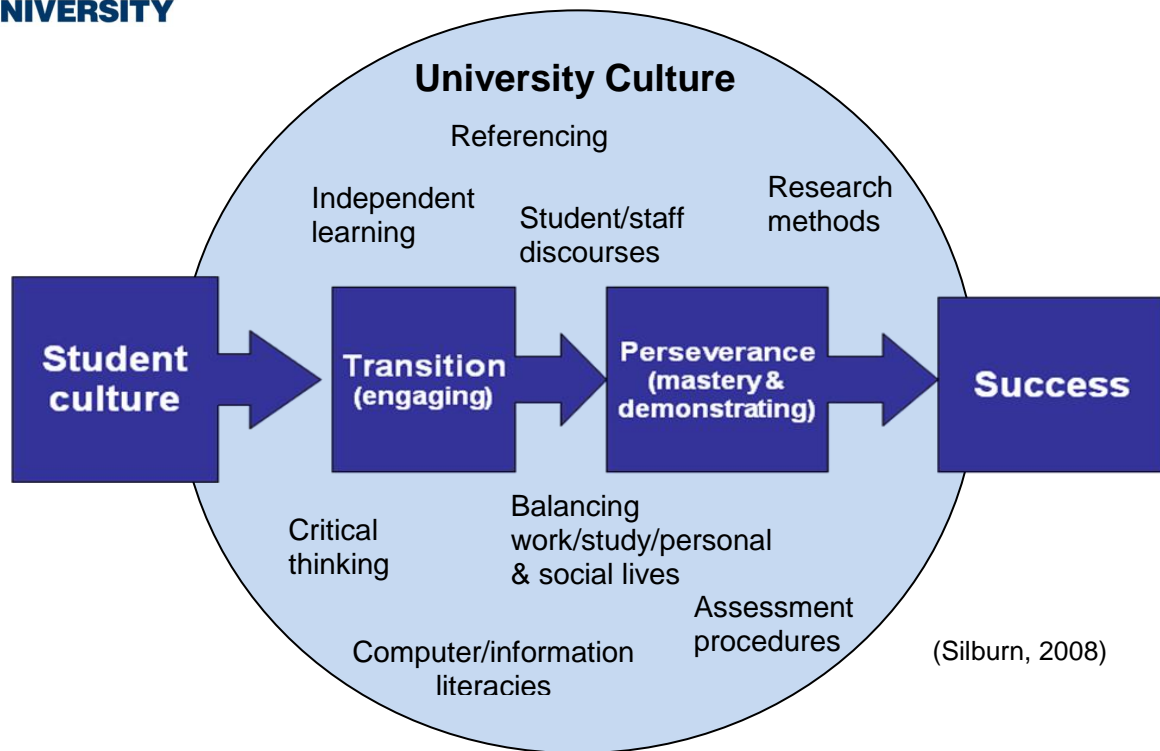 NIVERSITY
University Culture
Referencing
Independent
learning
Student/staff
discourses
Research
methods
Student
culture
Transition
(engaging)
Perseverance
(mastery &
demonstrating)
Success
Critical
thinking
Balancing
work/study/personal
& social lives
Assessment
procedures
Computer/information
literacies
(Silburn, 2008)